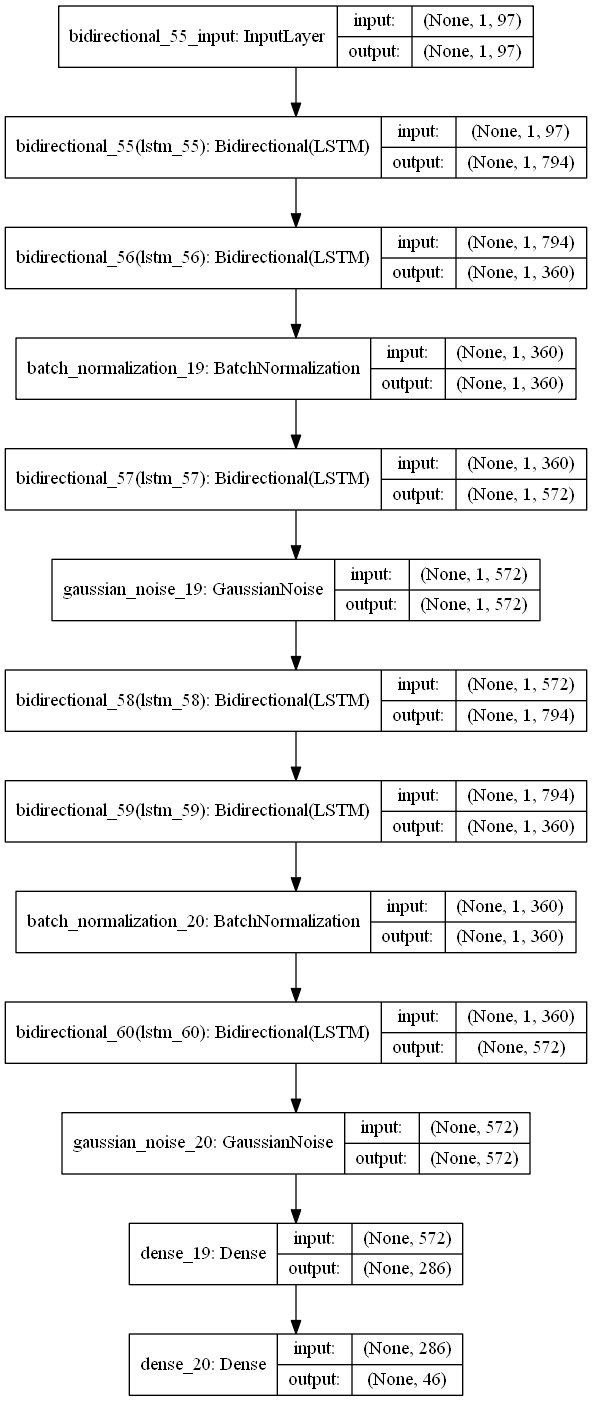 bidirectional_55_input: InputLayer
input: (None, 1, 97)
output: (None, 1, 97)
bidirectional_55(lstm_55): Bidirectional(LSTM)
input: (None, 1, 97)
output: (None, 1, 794)
bidirectional_56(lstm_56): Bidirectional(LSTM)
input: (None, 1, 794)
output: (None, 1, 360)
batch_normalization_19: BatchNormalization
input: (None, 1, 360)
output: (None, 1, 360)
bidirectional_57(lstm_57): Bidirectional(LSTM)
input: (None, 1, 360)
output: (None, 1, 572)
gaussian_noise_19: GaussianNoise
input: (None, 1, 572)
output: (None, 1, 572)
bidirectional_58(lstm_58): Bidirectional(LSTM)
input: (None, 1, 572)
output: (None, 1, 794)
bidirectional_59(lstm_59): Bidirectional(LSTM)
input: (None, 1, 794)
output: (None, 1, 360)
batch_normalization_20: BatchNormalization
input: (None, 1, 360)
output: (None, 1, 360)
bidirectional_60(lstm_60): Bidirectional(LSTM)
input: (None, 1, 360)
output: (None, 572)
gaussian_noise_20: GaussianNoise
input: (None, 572)
output: (None, 572)
dense_19: Dense
input: (None, 572)
output: (None, 286)
dense_20: Dense
input: (None, 286)
output: (None, 46)